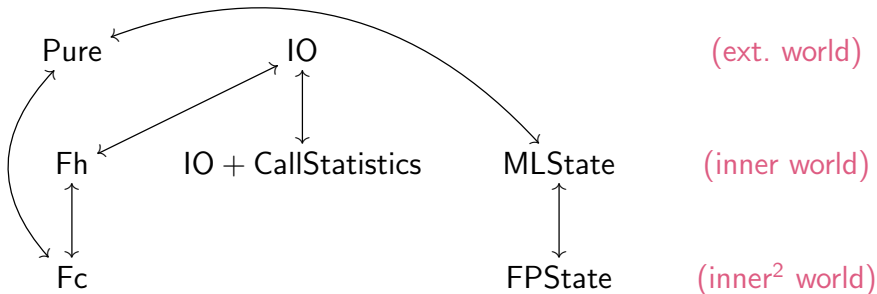 Pure IO (ext. world)
Fh IO + CallStatistics MLState (inner world)
Fc FPState (inner² world)